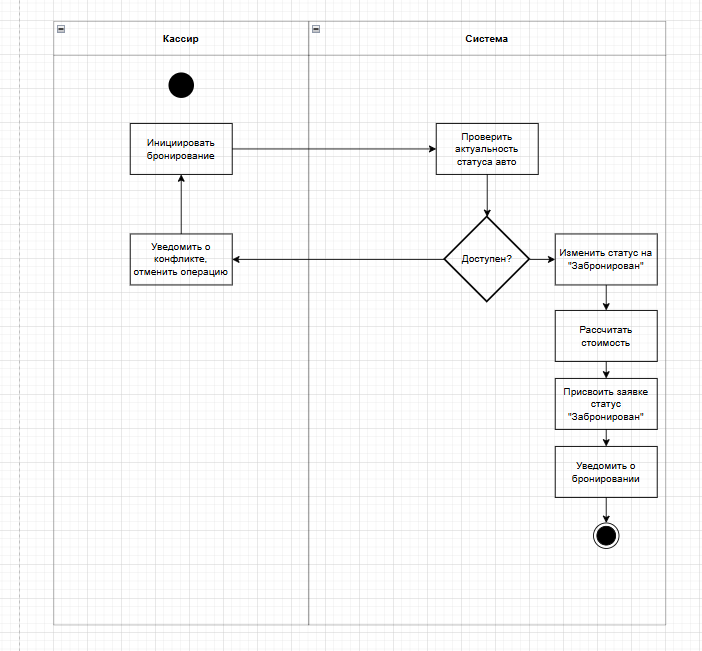 Кассир
Система
Инициировать
бронирование
Проверить
актуальность
статуса авто
Уведомить о
конфликте,
отменить операцию
Доступен?
Изменить статус на
"Забронирован"
Рассчитать
стоимость
Присвоить заявке
статус
"Забронирован"
Уведомить о
бронировании